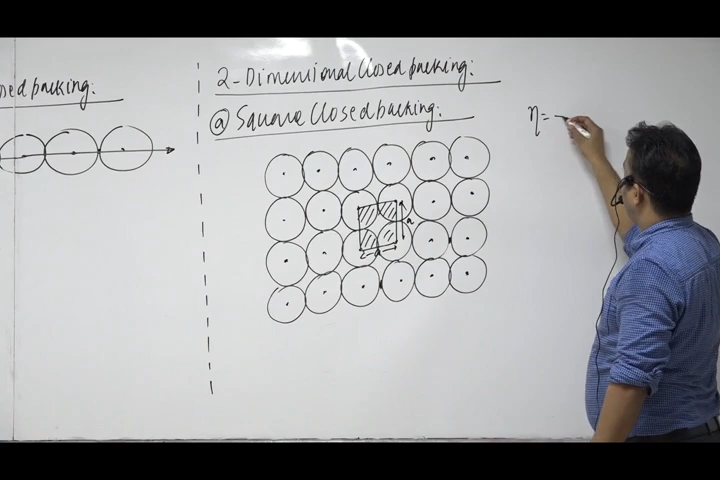 sed packing:
2-Dimensional Closed packing:
ⓐ Square Closed packing:
η=
a
a